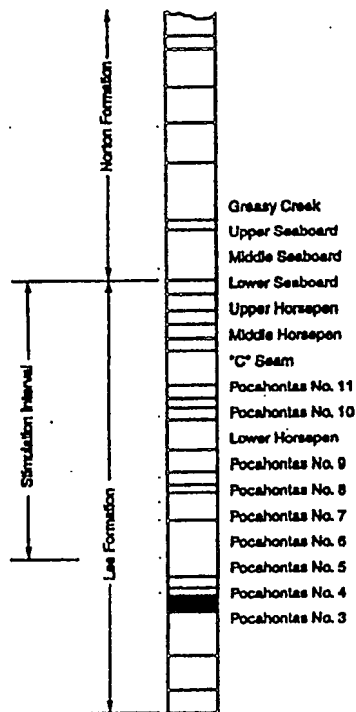 Norton Formation
Stimulation Interval
Lee Formation
Greasy Creek
Upper Seaboard
Middle Seaboard
Lower Seaboard
Upper Horsepen
Middle Horsepen
"C" Seam
Pocahontas No. 11
Pocahontas No. 10
Lower Horsepen
Pocahontas No. 9
Pocahontas No. 8
Pocahontas No. 7
Pocahontas No. 6
Pocahontas No. 5
Pocahontas No. 4
Pocahontas No. 3